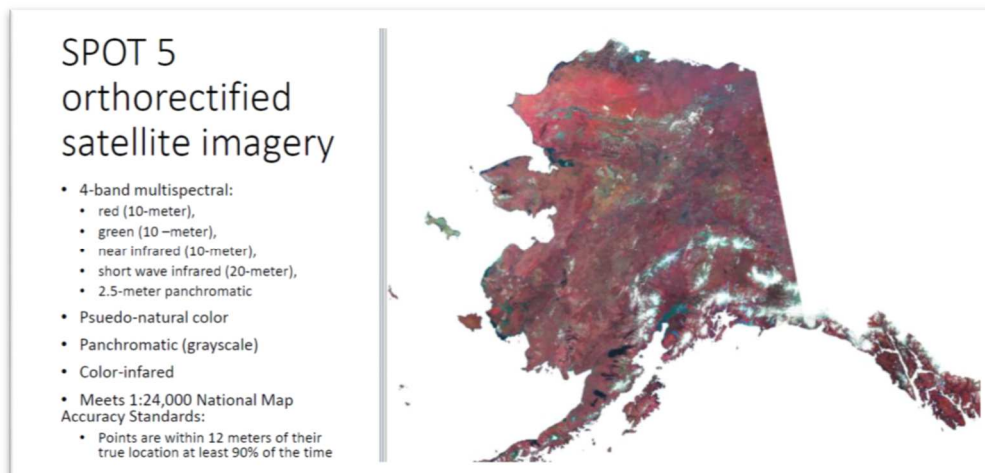 SPOT 5
orthorectified
satellite imagery
• 4-band multispectral:
• red (10-meter),
• green (10 –meter),
• near infrared (10-meter),
• short wave infrared (20-meter),
• 2.5-meter panchromatic
• Psuedo-natural color
• Panchromatic (grayscale)
• Color-infared
• Meets 1:24,000 National Map
Accuracy Standards:
• Points are within 12 meters of their
true location at least 90% of the time